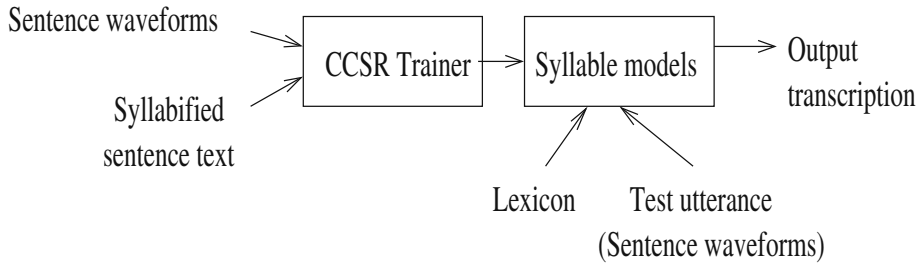 Sentence waveforms
Syllabified
sentence text
CCSR Trainer
Syllable models
Output
transcription
Lexicon
Test utterance
(Sentence waveforms)